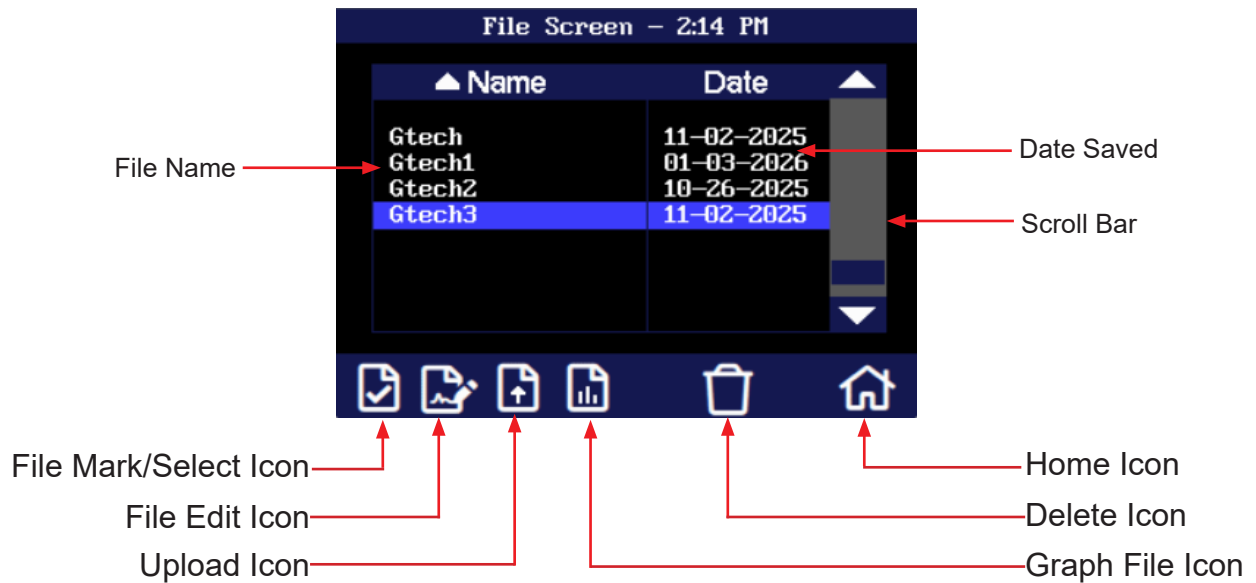 File Screen – 2:14 PM
Name Date
Gtech 11-02-2025
Gtech1 01-03-2026
Gtech2 10-26-2025
Gtech3 11-02-2025
File Name
Date Saved
Scroll Bar
File Mark/Select Icon
Home Icon
File Edit Icon
Delete Icon
Upload Icon
Graph File Icon